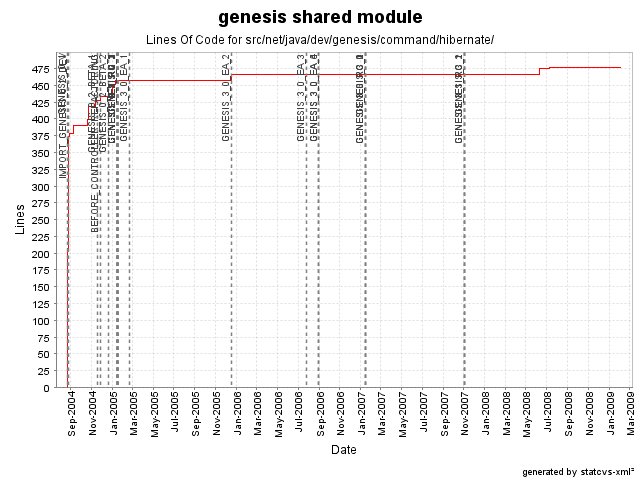 genesis shared module
Lines Of Code for src/net/java/dev/genesis/command/hibernate/
Lines
475
450
425
400
375
350
325
300
275
250
225
200
175
150
125
100
75
50
25
0
GENESIS_3_0_EA_1
GENESIS_3_0_EA_2
GENESIS_3_0_EA_3
Sep-2004
Nov-2004
Jan-2005
Mar-2005
May-2005
Jul-2005
Sep-2005
Nov-2005
Jan-2006
Mar-2006
May-2006
Jul-2006
Sep-2006
Nov-2006
Jan-2007
Mar-2007
May-2007
Jul-2007
Sep-2007
Nov-2007
Jan-2008
Mar-2008
May-2008
Jul-2008
Sep-2008
Nov-2008
Jan-2009
Mar-2009
Date
generated by statcvs-xml²